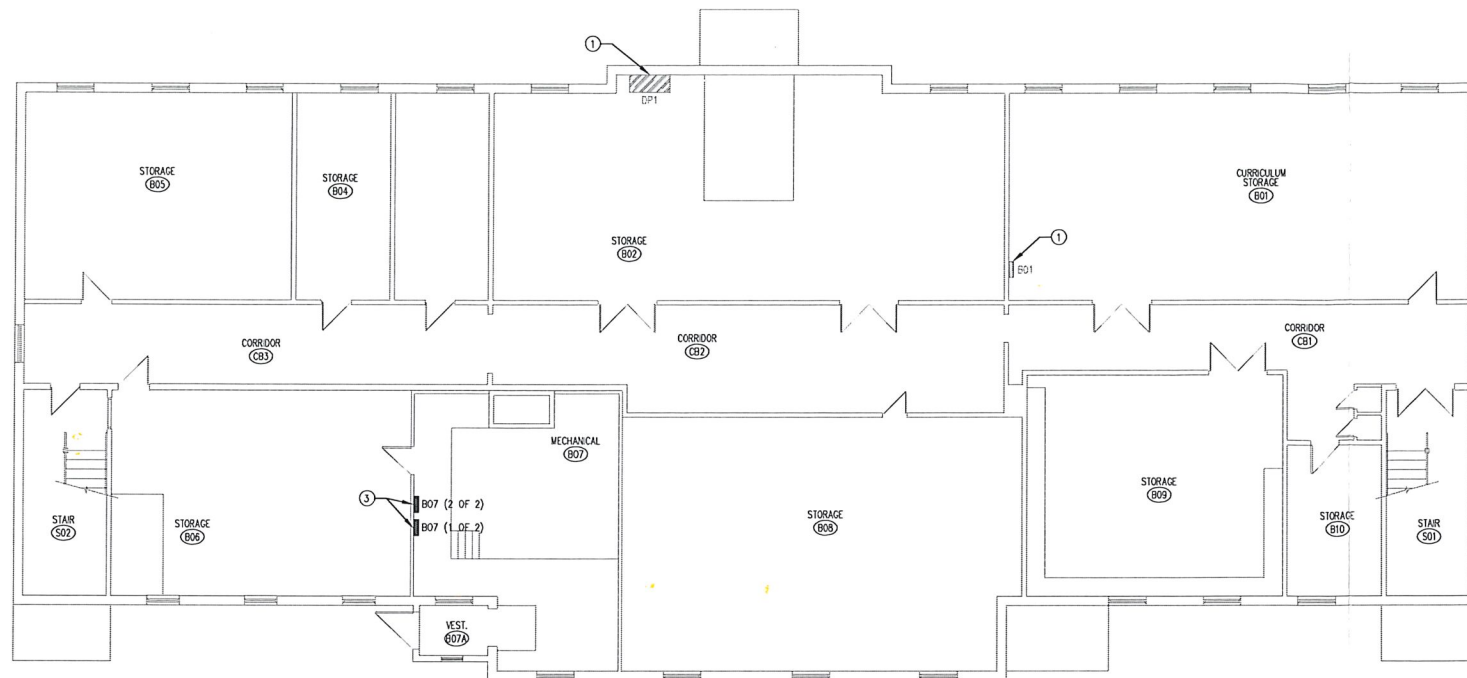 1
DP1
STORAGE
B05
STORAGE
B04
CURRICULUM
STORAGE
B01
STORAGE
B02
1
B01
CORRIDOR
CB3
CORRIDOR
CB2
CORRIDOR
CB1
MECHANICAL
B07
3
B07 (2 OF 2)
B07 (1 OF 2)
STAIR
S02
STORAGE
B06
STORAGE
B08
STORAGE
B09
STORAGE
B10
STAIR
S01
VEST.
B07A